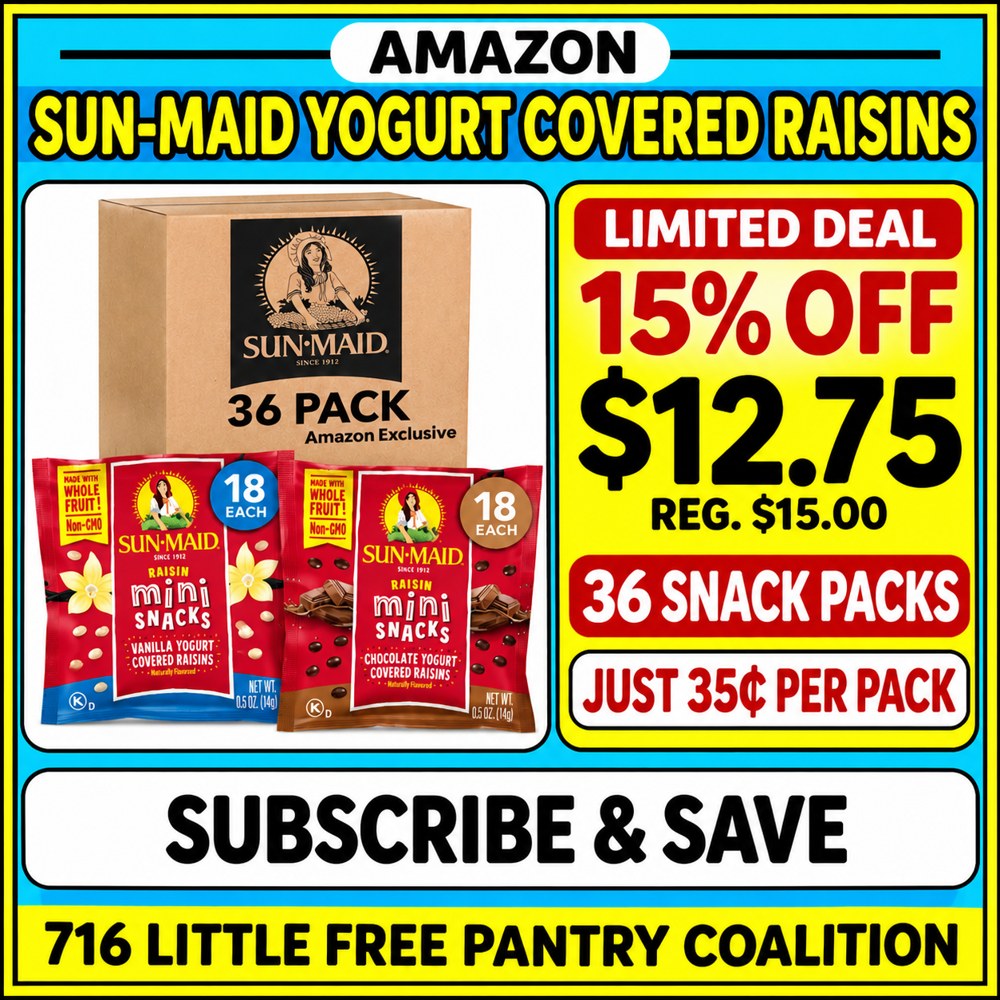 AMAZON
SUN-MAID YOGURT COVERED RAISINS
SUN·MAID®
SINCE 1912
36 PACK
Amazon Exclusive
MADE WITH
WHOLE
FRUIT!
Non-GMO
18
EACH
SUN·MAID®
SINCE 1912
RAISIN
mini
SNACKS
VANILLA YOGURT
COVERED RAISINS
Naturally Flavored
K D
NET WT.
0.5 OZ. (14g)
MADE WITH
WHOLE
FRUIT!
Non-GMO
18
EACH
SUN·MAID®
SINCE 1912
RAISIN
mini
SNACKS
CHOCOLATE YOGURT
COVERED RAISINS
Naturally Flavored
K D
NET WT.
0.5 OZ. (14g)
LIMITED DEAL
15% OFF
$12.75
REG. $15.00
36 SNACK PACKS
JUST 35¢ PER PACK
SUBSCRIBE & SAVE
716 LITTLE FREE PANTRY COALITION